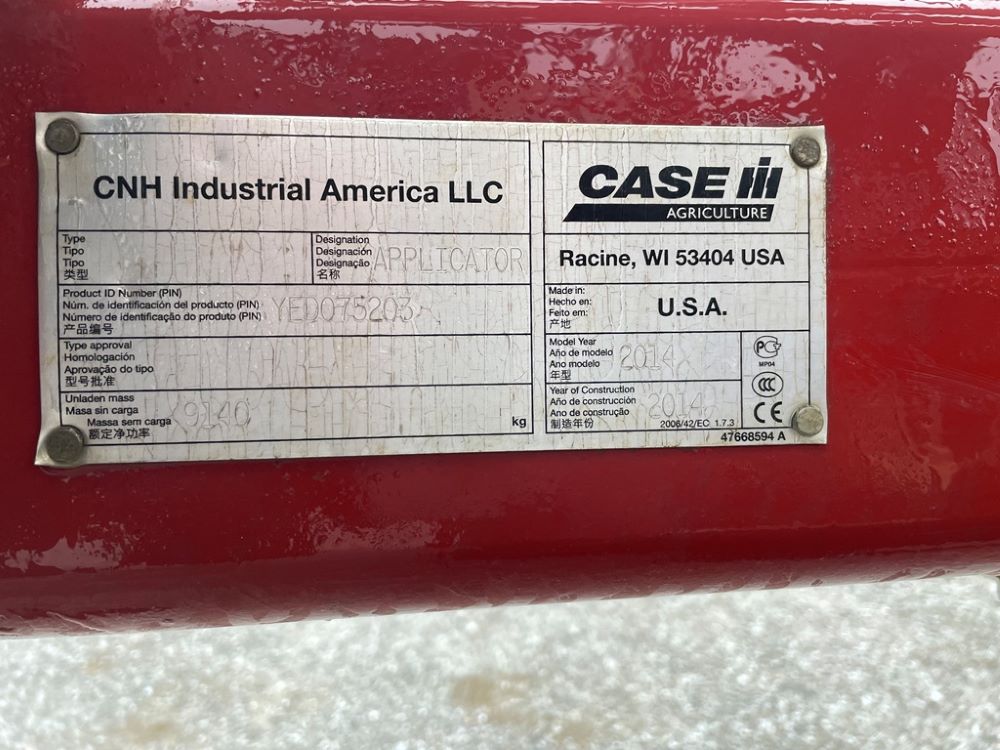 CNH Industrial America LLC
Type
Tipo
Tipo
类型
Designation
Designación
Designação
名称
APPLICATOR
Product ID Number (PIN)
Núm. de identificación del producto (PIN)
Número de identificação do produto (PIN)
产品编号
YED075203
Type approval
Homologación
Aprovação do tipo
型号批准
Unladen mass
Masa sin carga
Massa sem carga
额定净功率
9140
kg
CASE IH
AGRICULTURE
Racine, WI 53404 USA
Made in:
Hecho en:
Feito em:
产地
U.S.A.
Model Year
Año de modelo
Ano modelo
年型
2014
Year of Construction
Año de construcción
Ano de construção
制造年份
2014
2006/42/EC 1.7.3
MP04
CCC
CE
47668594 A